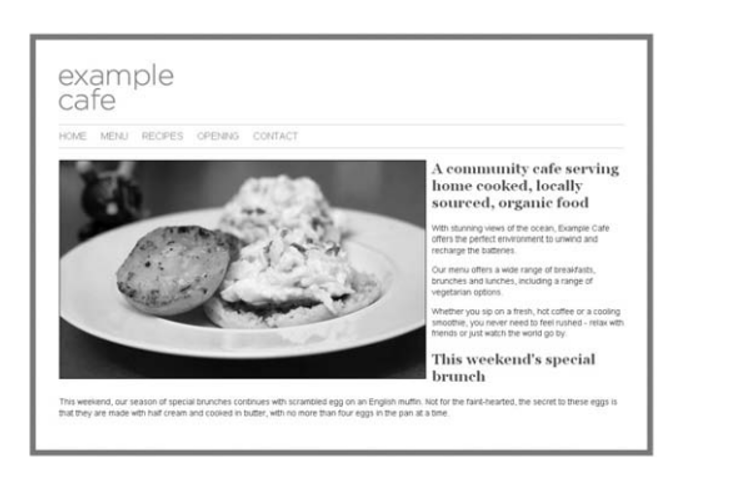 example
cafe
HOME MENU RECIPES OPENING CONTACT
A community cafe serving
home cooked, locally
sourced, organic food
With stunning views of the ocean, Example Cafe
offers the perfect environment to unwind and
recharge the batteries.
Our menu offers a wide range of breakfasts,
brunches and lunches, including a range of
vegetarian options.
Whether you sip on a fresh, hot coffee or a cooling
smoothie, you never need to feel rushed - relax with
friends or just watch the world go by.
This weekend's special
brunch
This weekend, our season of special brunches continues with scrambled egg on an English muffin. Not for the faint-hearted, the secret to these eggs is
that they are made with half cream and cooked in butter, with no more than four eggs in the pan at a time.